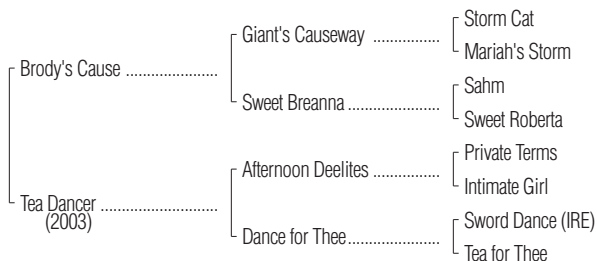 Storm Cat
Giant's Causeway ................
Mariah's Storm
Brody's Cause ......................
Sahm
Sweet Breanna ......................
Sweet Roberta
Private Terms
Afternoon Deelites ................
Intimate Girl
Tea Dancer ............................
(2003)
Sword Dance (IRE)
Dance for Thee ......................
Tea for Thee